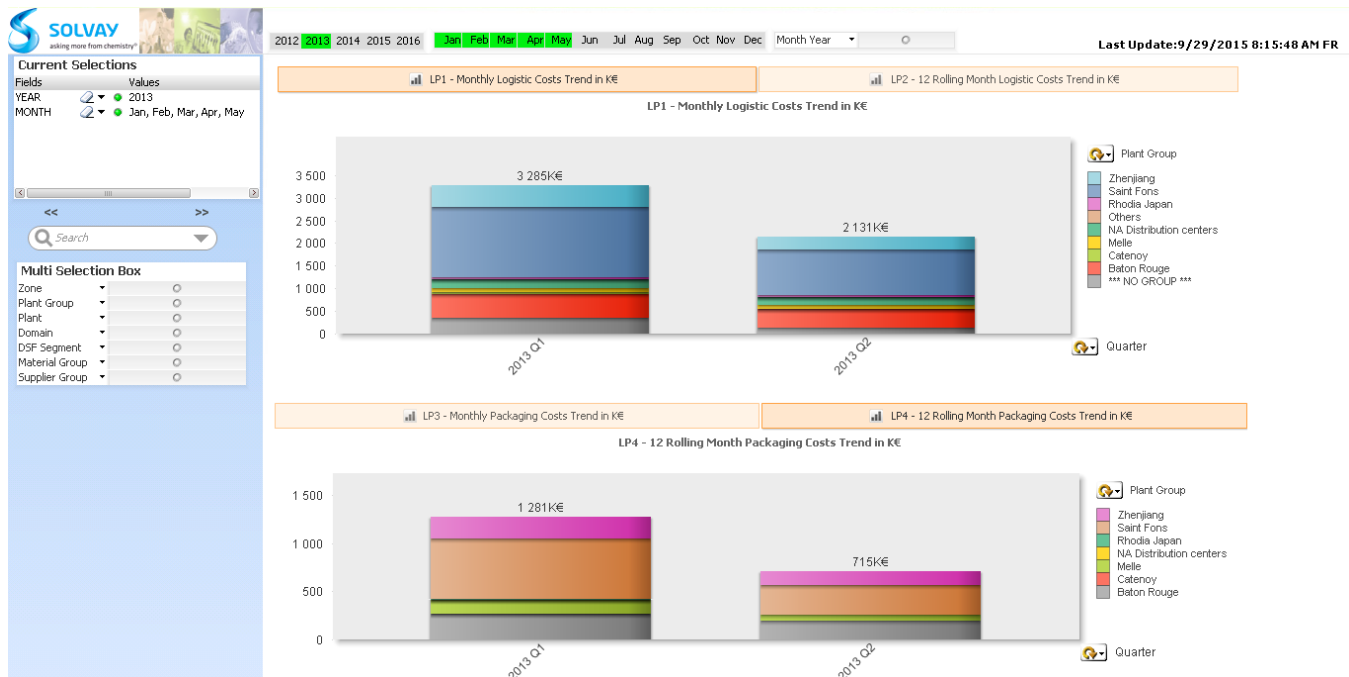 SOLVAY
asking more from chemistry®
2012 2013 2014 2015 2016 Jan Feb Mar Apr May Jun Jul Aug Sep Oct Nov Dec Month Year
Last Update:9/29/2015 8:15:48 AM FR
Current Selections
Fields Values
YEAR 2013
MONTH Jan, Feb, Mar, Apr, May
<< >>
Search
Multi Selection Box
Zone
Plant Group
Plant
Domain
DSF Segment
Material Group
Supplier Group
LP1 - Monthly Logistic Costs Trend in K€ LP2 - 12 Rolling Month Logistic Costs Trend in K€
LP1 - Monthly Logistic Costs Trend in K€
3 500
3 000
2 500
2 000
1 500
1 000
500
0
3 285K€
2 131K€
2013 Q1
2013 Q2
Plant Group
Zhenjiang
Saint Fons
Rhodia Japan
Others
NA Distribution centers
Melle
Catenoy
Baton Rouge
*** NO GROUP ***
Quarter
LP3 - Monthly Packaging Costs Trend in K€ LP4 - 12 Rolling Month Packaging Costs Trend in K€
LP4 - 12 Rolling Month Packaging Costs Trend in K€
1 500
1 000
500
0
1 281K€
715K€
2013 Q1
2013 Q2
Plant Group
Zhenjiang
Saint Fons
Rhodia Japan
NA Distribution centers
Melle
Catenoy
Baton Rouge
Quarter